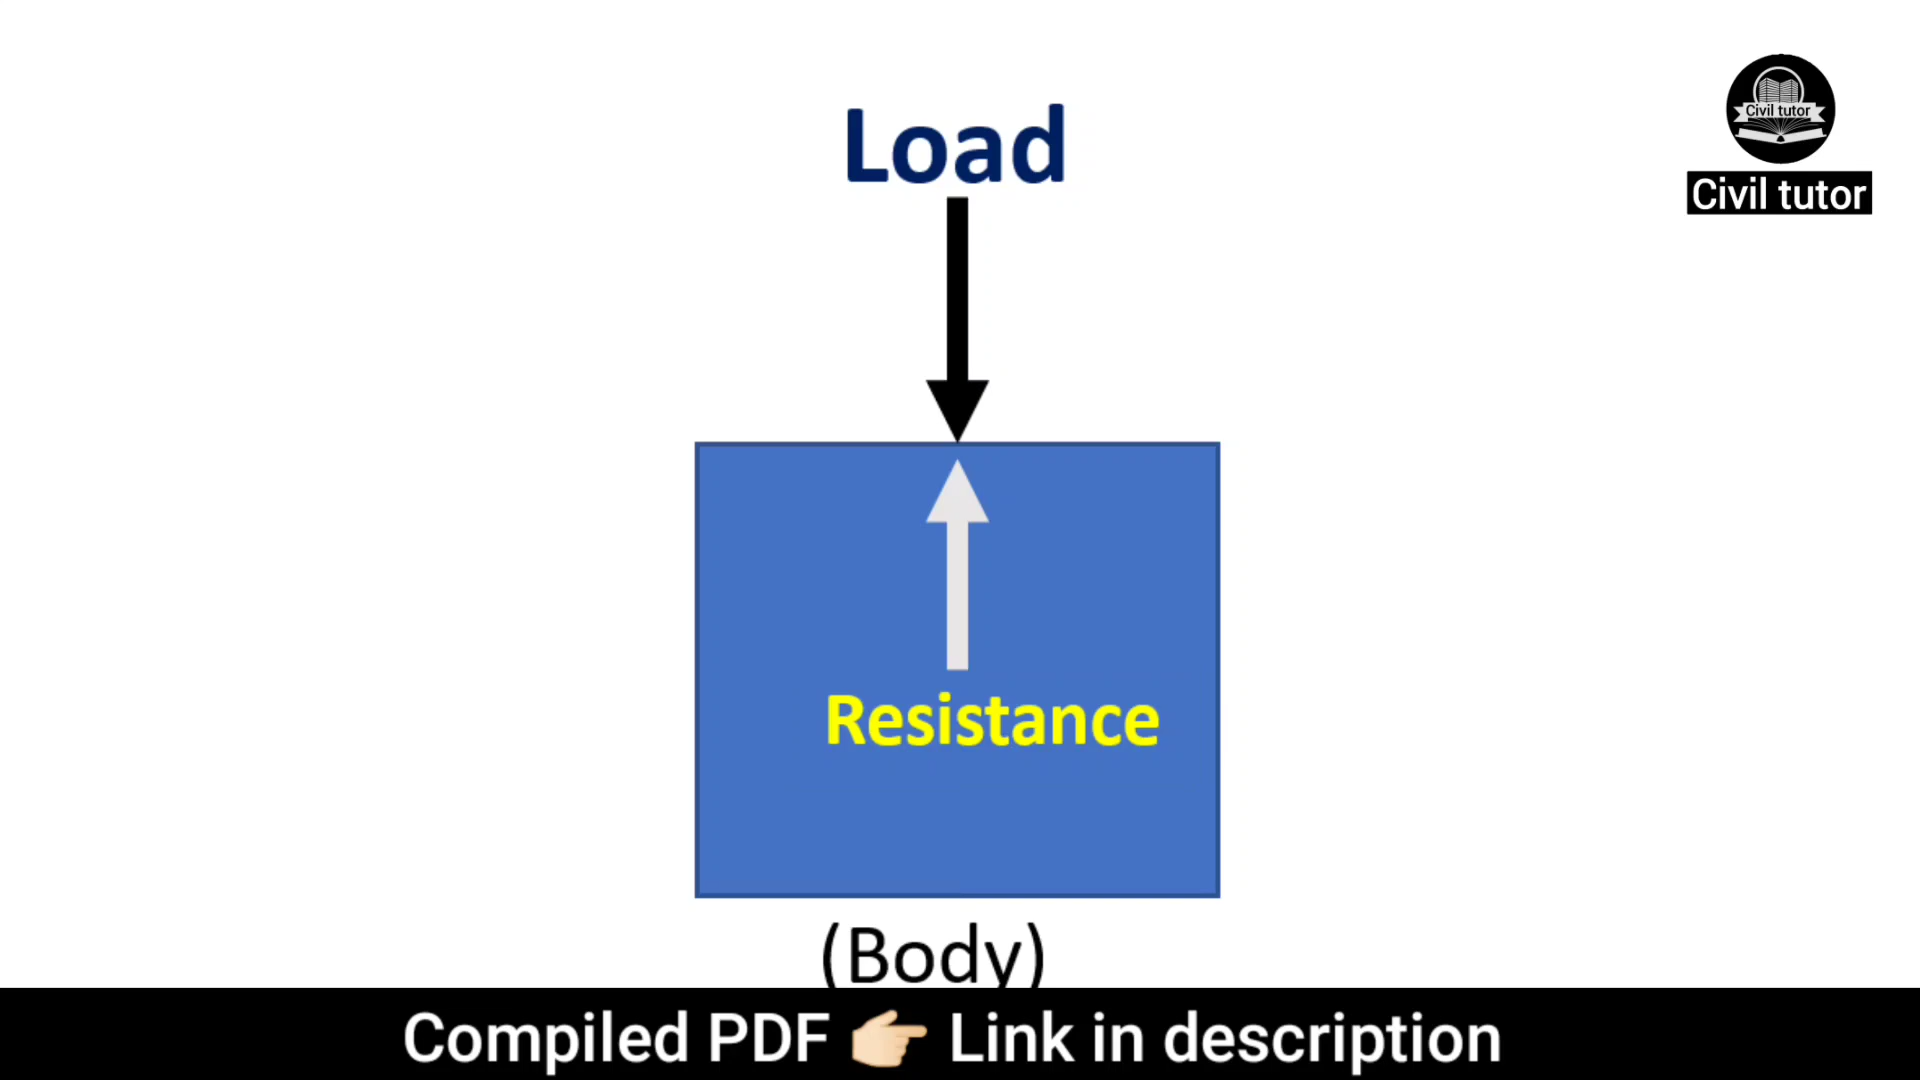 Load
Civil tutor
Civil tutor
Resistance
(Body)
Compiled PDF 👉🏻 Link in description